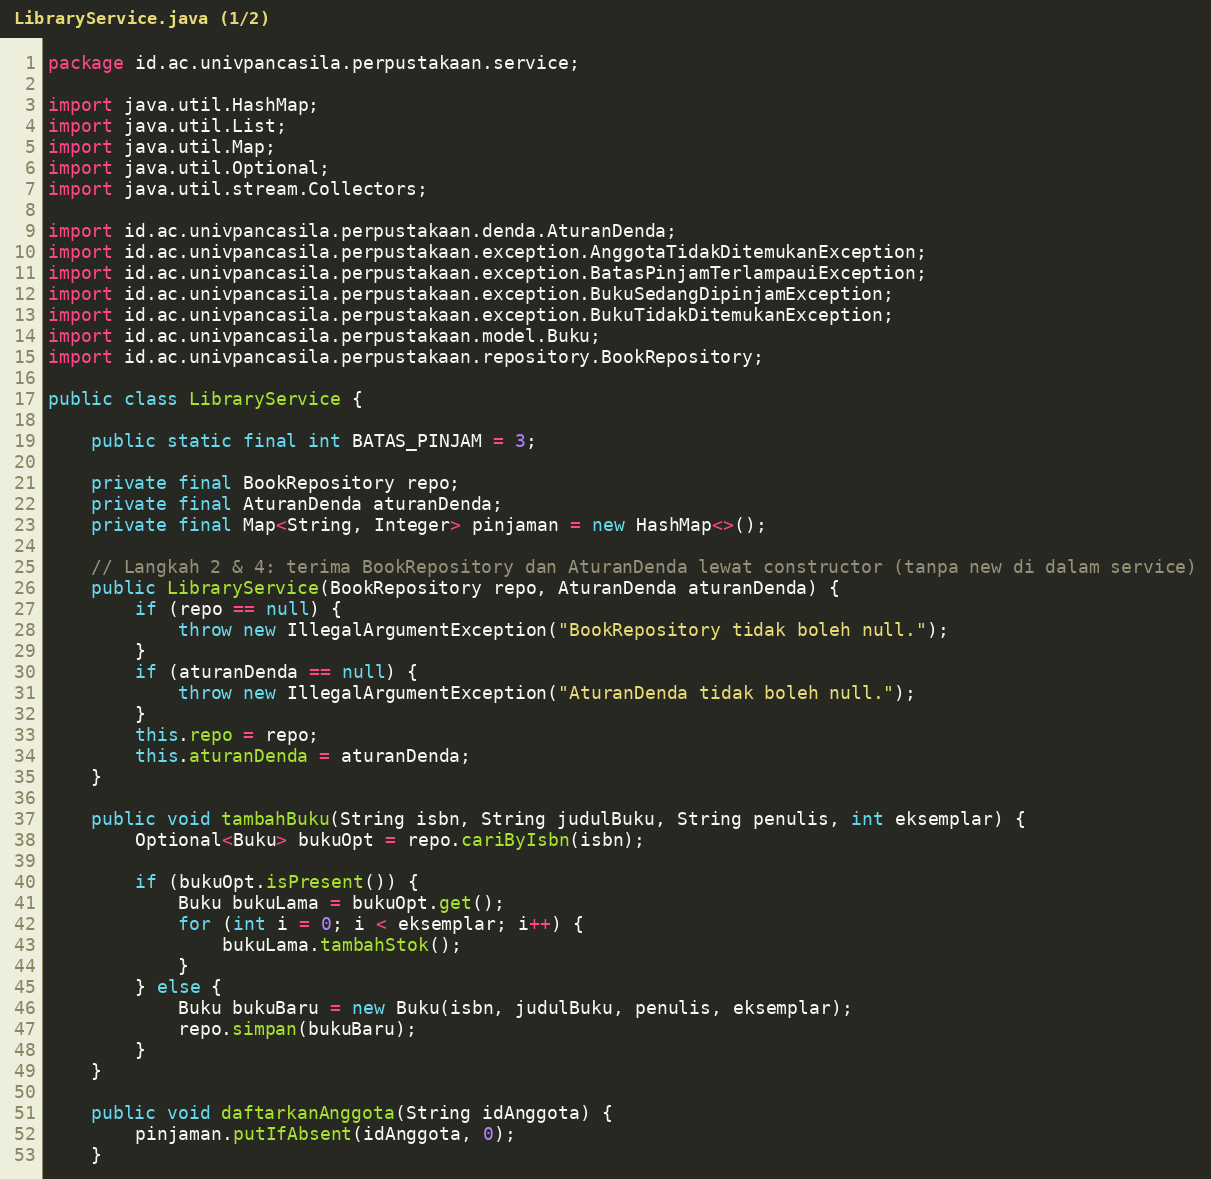 LibraryService.java (1/2)
1 package id.ac.univpancasila.perpustakaan.service;
2
3 import java.util.HashMap;
4 import java.util.List;
5 import java.util.Map;
6 import java.util.Optional;
7 import java.util.stream.Collectors;
8
9 import id.ac.univpancasila.perpustakaan.denda.AturanDenda;
10 import id.ac.univpancasila.perpustakaan.exception.AnggotaTidakDitemukanException;
11 import id.ac.univpancasila.perpustakaan.exception.BatasPinjamTerlampauiException;
12 import id.ac.univpancasila.perpustakaan.exception.BukuSedangDipinjamException;
13 import id.ac.univpancasila.perpustakaan.exception.BukuTidakDitemukanException;
14 import id.ac.univpancasila.perpustakaan.model.Buku;
15 import id.ac.univpancasila.perpustakaan.repository.BookRepository;
16
17 public class LibraryService {
18
19     public static final int BATAS_PINJAM = 3;
20
21     private final BookRepository repo;
22     private final AturanDenda aturanDenda;
23     private final Map<String, Integer> pinjaman = new HashMap<>();
24
25     // Langkah 2 & 4: terima BookRepository dan AturanDenda lewat constructor (tanpa new di dalam service)
26     public LibraryService(BookRepository repo, AturanDenda aturanDenda) {
27         if (repo == null) {
28             throw new IllegalArgumentException("BookRepository tidak boleh null.");
29         }
30         if (aturanDenda == null) {
31             throw new IllegalArgumentException("AturanDenda tidak boleh null.");
32         }
33         this.repo = repo;
34         this.aturanDenda = aturanDenda;
35     }
36
37     public void tambahBuku(String isbn, String judulBuku, String penulis, int eksemplar) {
38         Optional<Buku> bukuOpt = repo.cariByIsbn(isbn);
39
40         if (bukuOpt.isPresent()) {
41             Buku bukuLama = bukuOpt.get();
42             for (int i = 0; i < eksemplar; i++) {
43                 bukuLama.tambahStok();
44             }
45         } else {
46             Buku bukuBaru = new Buku(isbn, judulBuku, penulis, eksemplar);
47             repo.simpan(bukuBaru);
48         }
49     }
50
51     public void daftarkanAnggota(String idAnggota) {
52         pinjaman.putIfAbsent(idAnggota, 0);
53     }